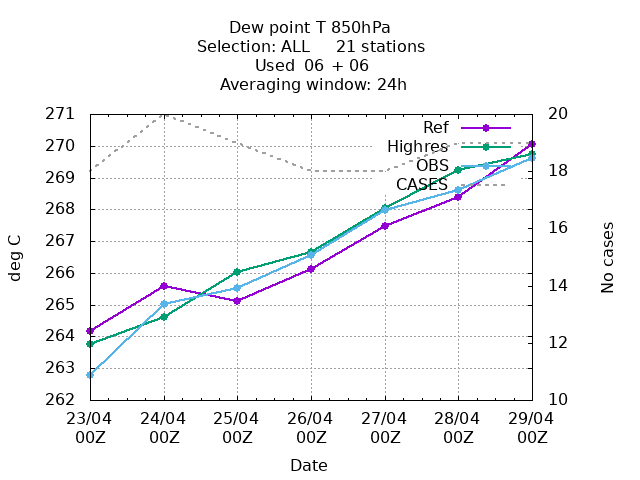 Dew point T 850hPa
Selection: ALL     21 stations
Used  06 + 06
Averaging window: 24h
271
270
269
268
267
266
265
264
263
262
deg C
20
18
16
14
12
10
No cases
Ref
Highres
OBS
CASES
23/04 24/04 25/04 26/04 27/04 28/04 29/04
00Z 00Z 00Z 00Z 00Z 00Z 00Z
Date